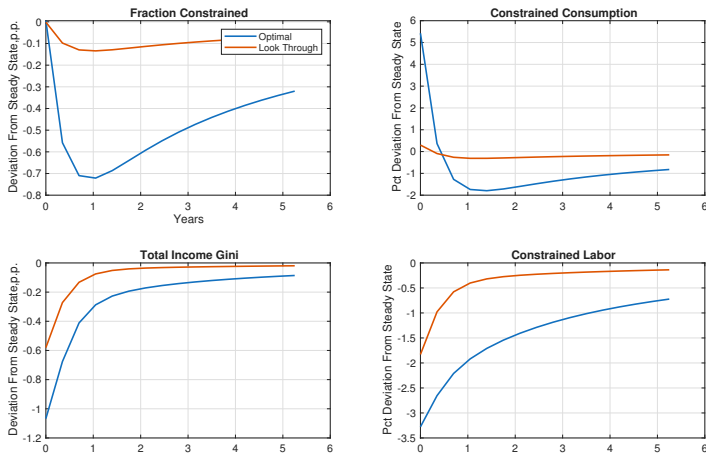 Fraction Constrained
Deviation From Steady State,p.p.
0
-0.1
-0.2
-0.3
-0.4
-0.5
-0.6
-0.7
-0.8
0 1 2 3 4 5 6
Years
Optimal
Look Through
Constrained Consumption
Pct Deviation From Steady State
6
5
4
3
2
1
0
-1
-2
0 1 2 3 4 5 6
Total Income Gini
Deviation From Steady State,p.p.
0
-0.2
-0.4
-0.6
-0.8
-1
-1.2
0 1 2 3 4 5 6
Constrained Labor
Pct Deviation From Steady State
0
-0.5
-1
-1.5
-2
-2.5
-3
-3.5
0 1 2 3 4 5 6